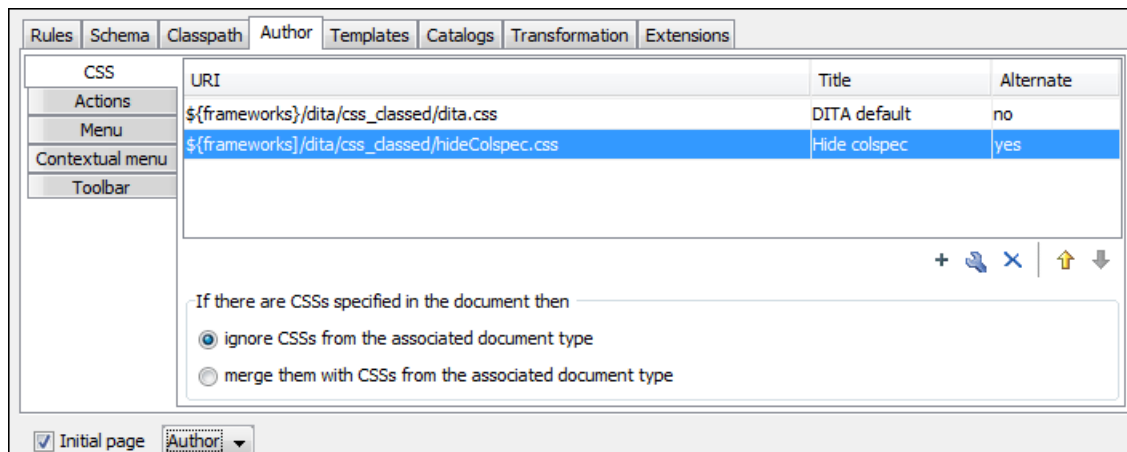 Rules Schema Classpath Author Templates Catalogs Transformation Extensions
CSS
Actions
Menu
Contextual menu
Toolbar
URI Title Alternate
${frameworks}/dita/css_classed/dita.css DITA default no
${frameworks]/dita/css_classed/hideColspec.css Hide colspec yes
If there are CSSs specified in the document then
ignore CSSs from the associated document type
merge them with CSSs from the associated document type
Initial page Author